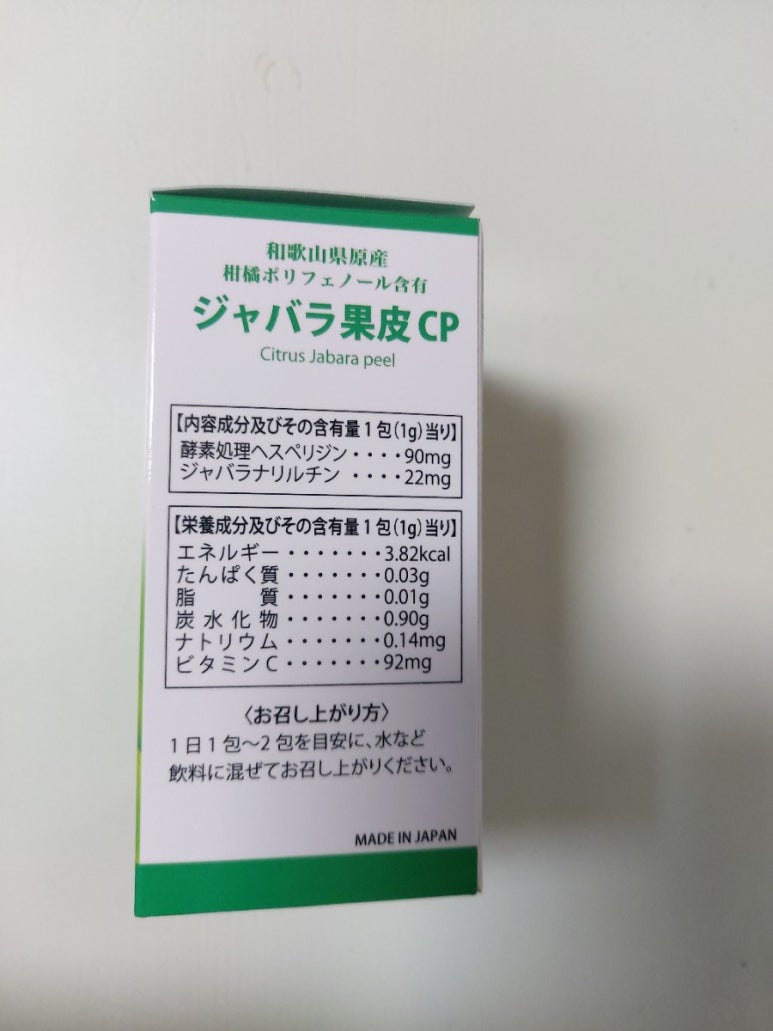 和歌山県原産
柑橘ポリフェノール含有
ジャバラ果皮CP
Citrus Jabara peel
【内容成分及びその含有量1包(1g)当り】
酵素処理ヘスペリジン・・・・90mg
ジャバラナリルチン・・・・22mg
【栄養成分及びその含有量1包(1g)当り】
エネルギー・・・・・・・3.82kcal
たんぱく質・・・・・・・0.03g
脂質・・・・・・・0.01g
炭水化物・・・・・・・0.90g
ナトリウム・・・・・・・0.14mg
ビタミンC・・・・・・・92mg
〈お召し上がり方〉
1日1包〜2包を目安に、水など
飲料に混ぜてお召し上がりください。
MADE IN JAPAN